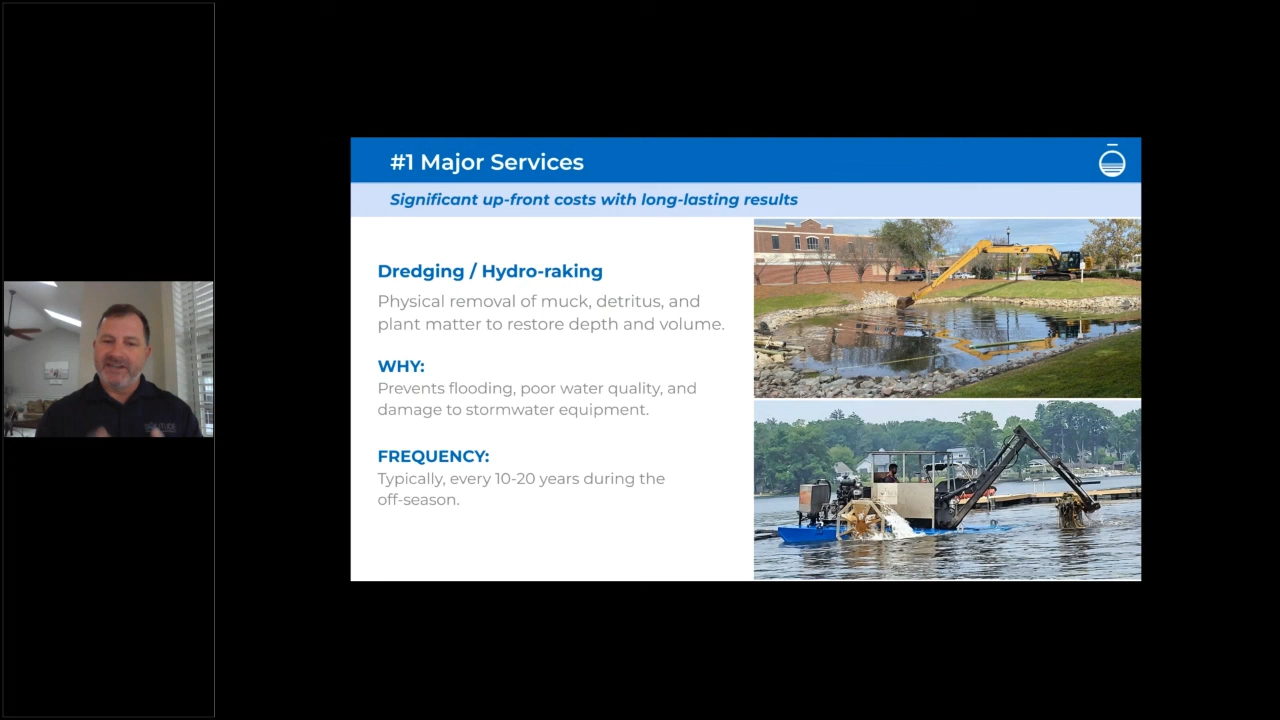 #1 Major Services
Significant up-front costs with long-lasting results
Dredging / Hydro-raking
Physical removal of muck, detritus, and
plant matter to restore depth and volume.
WHY:
Prevents flooding, poor water quality, and
damage to stormwater equipment.
FREQUENCY:
Typically, every 10-20 years during the
off-season.